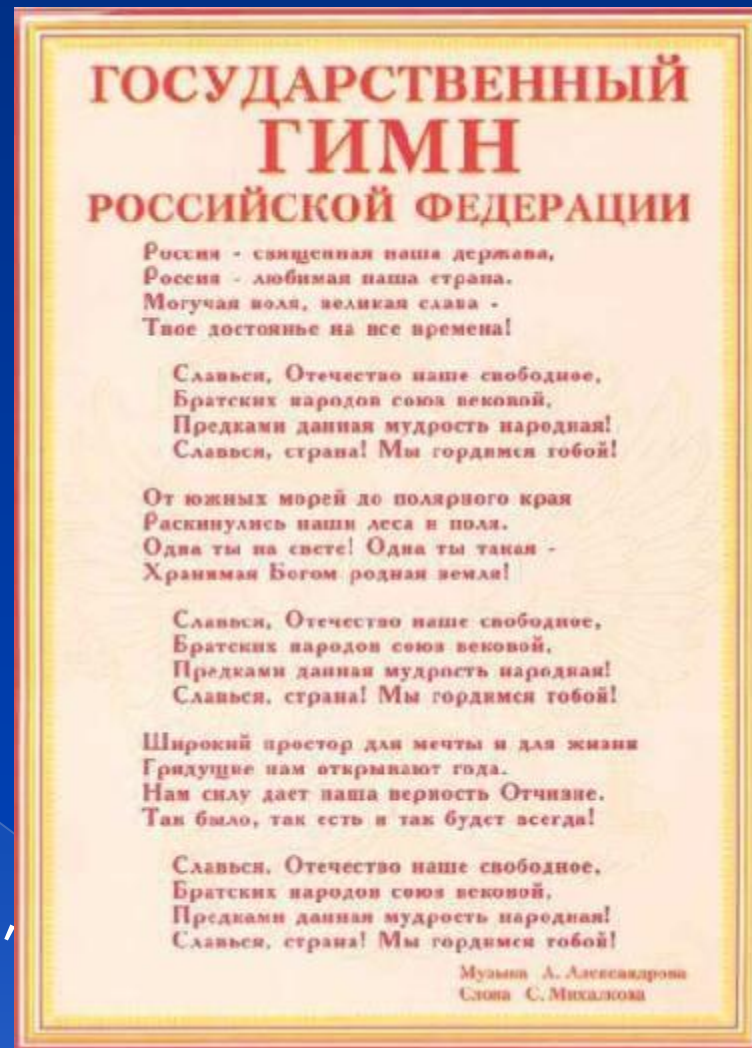 ГОСУДАРСТВЕННЫЙ
ГИМН
РОССИЙСКОЙ ФЕДЕРАЦИИ
Россия - священная наша держава,
Россия - любимая наша страна.
Могучая воля, великая слава -
Твое достоянье на все времена!
Славься, Отечество наше свободное,
Братских народов союз вековой,
Предками данная мудрость народная!
Славься, страна! Мы гордимся тобой!
От южных морей до полярного края
Раскинулись наши леса и поля.
Одна ты на свете! Одна ты такая -
Хранимая Богом родная земля!
Славься, Отечество наше свободное,
Братских народов союз вековой,
Предками данная мудрость народная!
Славься, страна! Мы гордимся тобой!
Широкий простор для мечты и для жизни
Грядущие нам открывают года.
Нам силу дает наша верность Отчизне.
Так было, так есть и так будет всегда!
Славься, Отечество наше свободное,
Братских народов союз вековой,
Предками данная мудрость народная!
Славься, страна! Мы гордимся тобой!
Музыка А. Александрова
Слова С. Михалкова
,